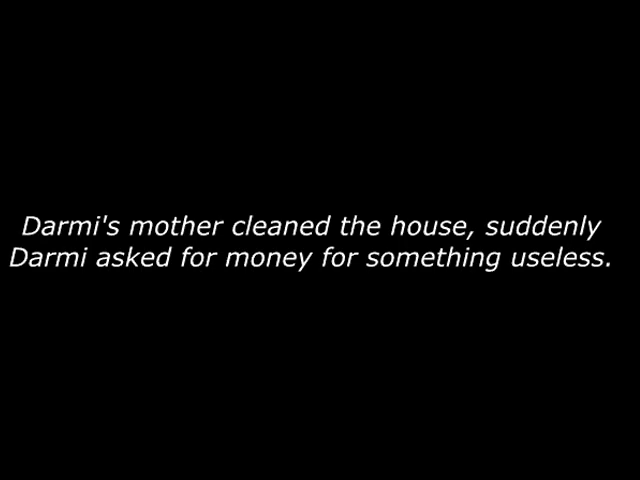 Darmi's mother cleaned the house, suddenly
Darmi asked for money for something useless.